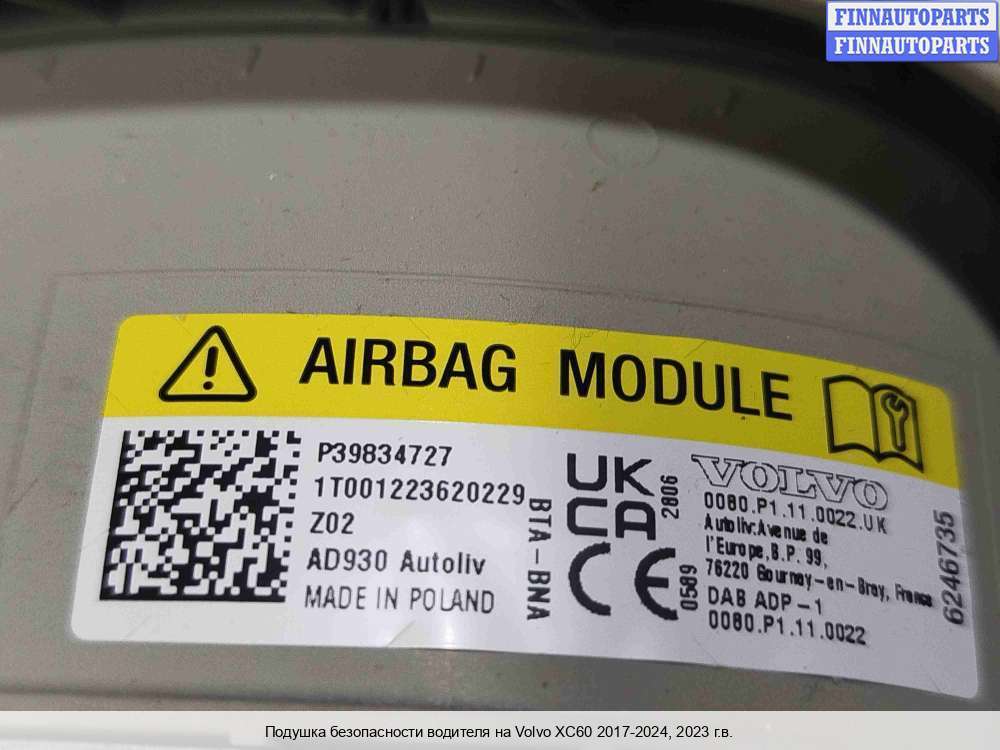 FINNAUTOPARTS
FINNAUTOPARTS
AIRBAG MODULE
P39834727
1T001223620229
Z02
AD930 Autoliv
MADE IN POLAND
BTA-BNA
UK
CA
2806
CE
0589
VOLVO
0080.P1.11.0022.UK
Autoliv.Avenue de
l'Europe,B.P. 99,
76220 Gournay-en-Bray, France
DAB ADP-1
0080.P1.11.0022
6246735
Подушка безопасности водителя на Volvo XC60 2017-2024, 2023 г.в.